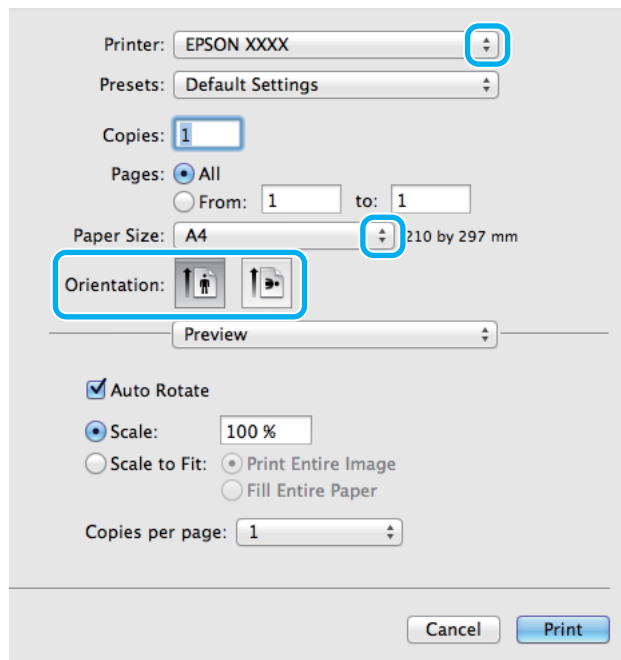 Printer: EPSON XXXX
Presets: Default Settings
Copies: 1
Pages: All
From: 1 to: 1
Paper Size: A4 210 by 297 mm
Orientation:
Preview
Auto Rotate
Scale: 100 %
Scale to Fit: Print Entire Image
Fill Entire Paper
Copies per page: 1
Cancel Print